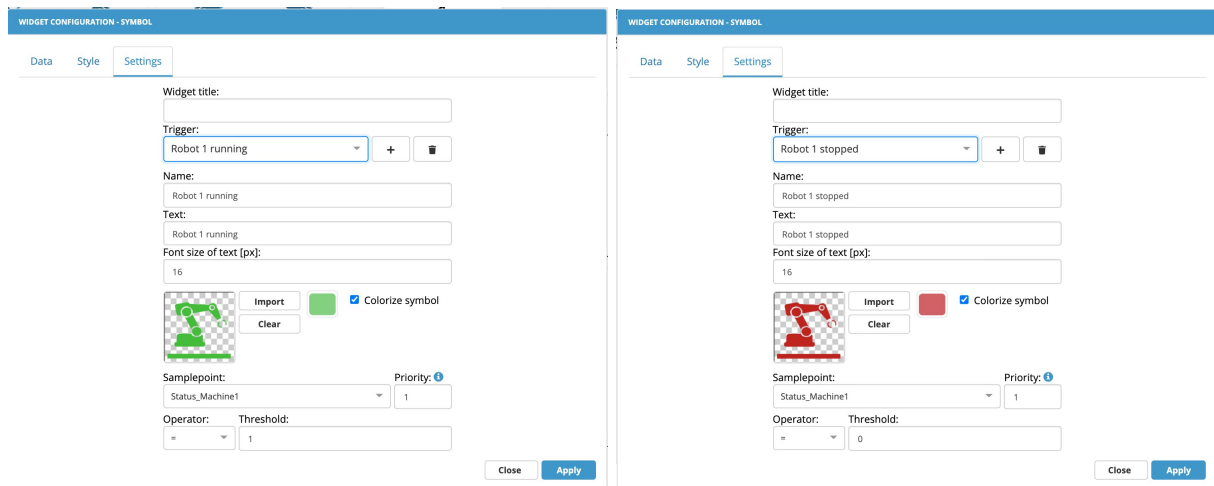 WIDGET CONFIGURATION - SYMBOL
Data Style Settings
Widget title:
Trigger:
Robot 1 running
+
Name:
Robot 1 running
Text:
Robot 1 running
Font size of text [px]:
16
Import
Colorize symbol
Clear
Samplepoint: Priority:
Status_Machine1 1
Operator: Threshold:
= 1
Close Apply
WIDGET CONFIGURATION - SYMBOL
Data Style Settings
Widget title:
Trigger:
Robot 1 stopped
+
Name:
Robot 1 stopped
Text:
Robot 1 stopped
Font size of text [px]:
16
Import
Colorize symbol
Clear
Samplepoint: Priority:
Status_Machine1 1
Operator: Threshold:
= 0
Close Apply